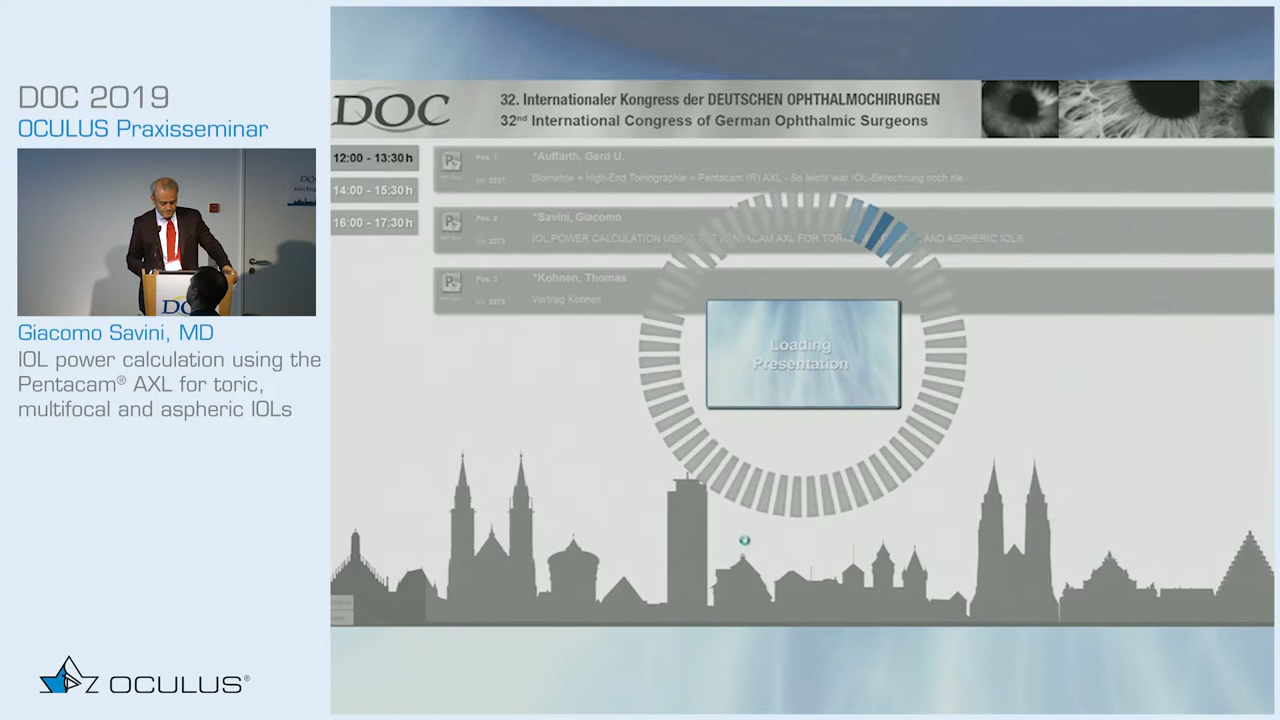 DOC 2019
OCULUS Praxisseminar
DOC
Giacomo Savini, MD
IOL power calculation using the
Pentacam® AXL for toric,
multifocal and aspheric IOLs
OCULUS®
DOC
32. Internationaler Kongress der DEUTSCHEN OPHTHALMOCHIRURGEN
32nd International Congress of German Ophthalmic Surgeons
12:00 - 13:30 h
14:00 - 15:30 h
16:00 - 17:30 h
Pos. 1 *Auffarth, Gerd U.
Biometrie + High-End Tomographie = Pentacam (R) AXL - So leicht war IOL-Berechnung noch nie
Pos. 2 *Savini, Giacomo
IOL POWER CALCULATION USING THE PENTACAM AXL FOR AND ASPHERIC IOLS
Pos. 3 *Kohnen, Thomas
Vortrag Kohnen
Loading
Presentation